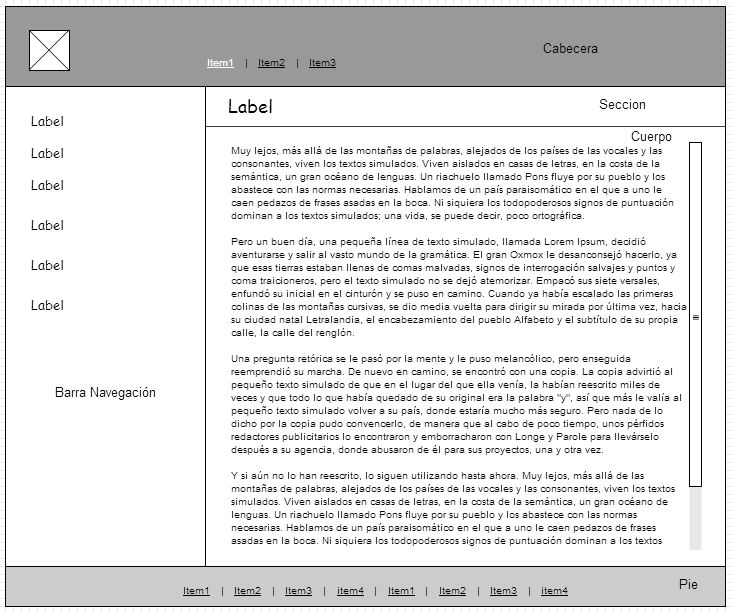 Cabecera
Item1 | Item2 | Item3
Label
Seccion
Label
Label
Label
Label
Label
Label
Barra Navegación
Cuerpo
Muy lejos, más allá de las montañas de palabras, alejados de los países de las vocales y las
consonantes, viven los textos simulados. Viven aislados en casas de letras, en la costa de la
semántica, un gran océano de lenguas. Un riachuelo llamado Pons fluye por su pueblo y los
abastece con las normas necesarias. Hablamos de un país paraisomático en el que a uno le
caen pedazos de frases asadas en la boca. Ni siquiera los todopoderosos signos de puntuación
dominan a los textos simulados; una vida, se puede decir, poco ortográfica.
Pero un buen día, una pequeña línea de texto simulado, llamada Lorem Ipsum, decidió
aventurarse y salir al vasto mundo de la gramática. El gran Oxmox le desanconsejó hacerlo, ya
que esas tierras estaban llenas de comas malvadas, signos de interrogación salvajes y puntos y
coma traicioneros, pero el texto simulado no se dejó atemorizar. Empacó sus siete versales,
enfundó su inicial en el cinturón y se puso en camino. Cuando ya había escalado las primeras
colinas de las montañas cursivas, se dio media vuelta para dirigir su mirada por última vez, hacia
su ciudad natal Letralandia, el encabezamiento del pueblo Alfabeto y el subtítulo de su propia
calle, la calle del renglón.
Una pregunta retórica se le pasó por la mente y le puso melancólico, pero enseguida
reemprendió su marcha. De nuevo en camino, se encontró con una copia. La copia advirtió al
pequeño texto simulado de que en el lugar del que ella venía, la habían reescrito miles de
veces y que todo lo que había quedado de su original era la palabra "y", así que más le valía al
pequeño texto simulado volver a su país, donde estaría mucho más seguro. Pero nada de lo
dicho por la copia pudo convencerlo, de manera que al cabo de poco tiempo, unos pérfidos
redactores publicitarios lo encontraron y emborracharon con Longe y Parole para llevárselo
después a su agencia, donde abusaron de él para sus proyectos, una y otra vez.
Y si aún no lo han reescrito, lo siguen utilizando hasta ahora. Muy lejos, más allá de las
montañas de palabras, alejados de los países de las vocales y las consonantes, viven los textos
simulados. Viven aislados en casas de letras, en la costa de la semántica, un gran océano de
lenguas. Un riachuelo llamado Pons fluye por su pueblo y los abastece con las normas
necesarias. Hablamos de un país paraisomático en el que a uno le caen pedazos de frases
asadas en la boca. Ni siquiera los todopoderosos signos de puntuación dominan a los textos
Item1 | Item2 | Item3 | item4 | Item1 | Item2 | Item3 | item4
Pie